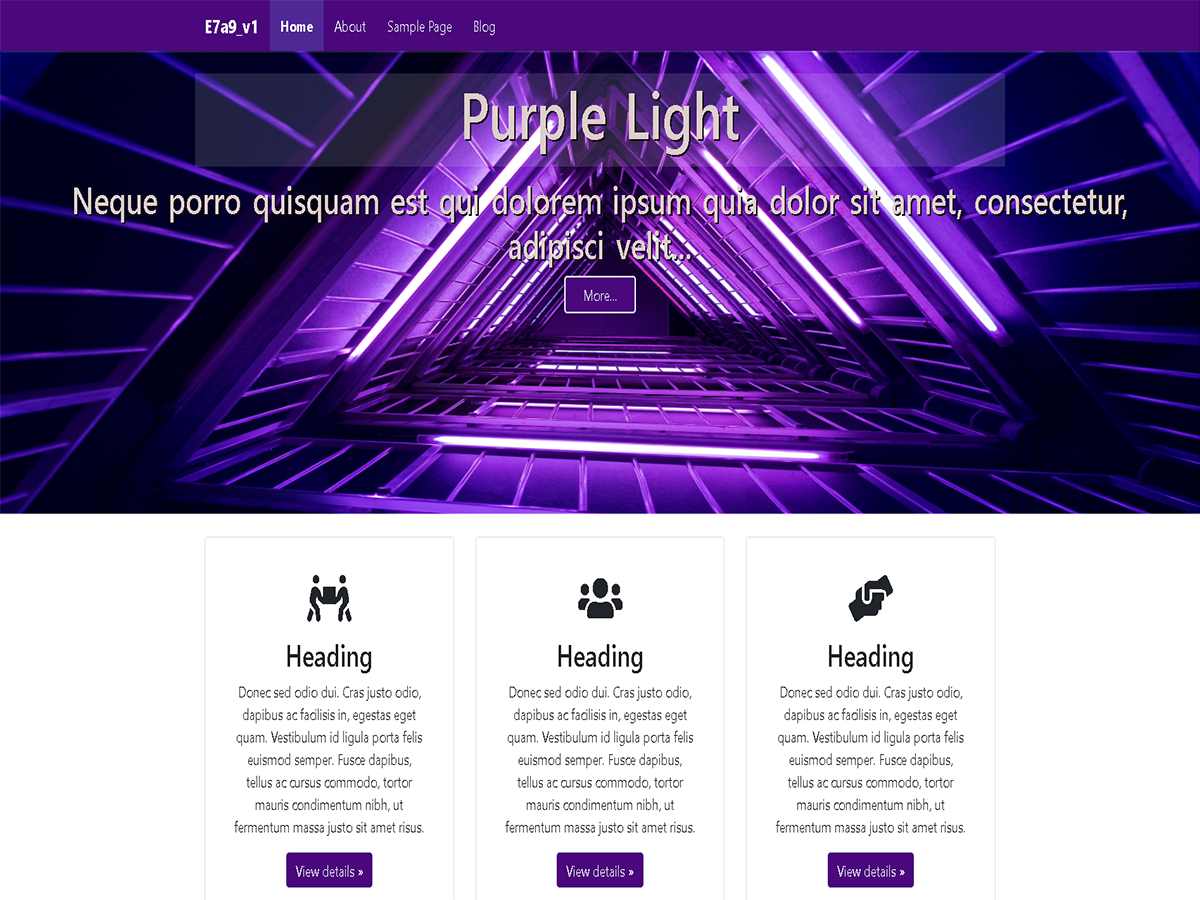 E7a9_v1 Home About Sample Page Blog
Purple Light
Neque porro quisquam est qui dolorem ipsum quia dolor sit amet, consectetur,
adipisci velit...
More...
Heading
Donec sed odio dui. Cras justo odio,
dapibus ac facilisis in, egestas eget
quam. Vestibulum id ligula porta felis
euismod semper. Fusce dapibus,
tellus ac cursus commodo, tortor
mauris condimentum nibh, ut
fermentum massa justo sit amet risus.
View details »
Heading
Donec sed odio dui. Cras justo odio,
dapibus ac facilisis in, egestas eget
quam. Vestibulum id ligula porta felis
euismod semper. Fusce dapibus,
tellus ac cursus commodo, tortor
mauris condimentum nibh, ut
fermentum massa justo sit amet risus.
View details »
Heading
Donec sed odio dui. Cras justo odio,
dapibus ac facilisis in, egestas eget
quam. Vestibulum id ligula porta felis
euismod semper. Fusce dapibus,
tellus ac cursus commodo, tortor
mauris condimentum nibh, ut
fermentum massa justo sit amet risus.
View details »